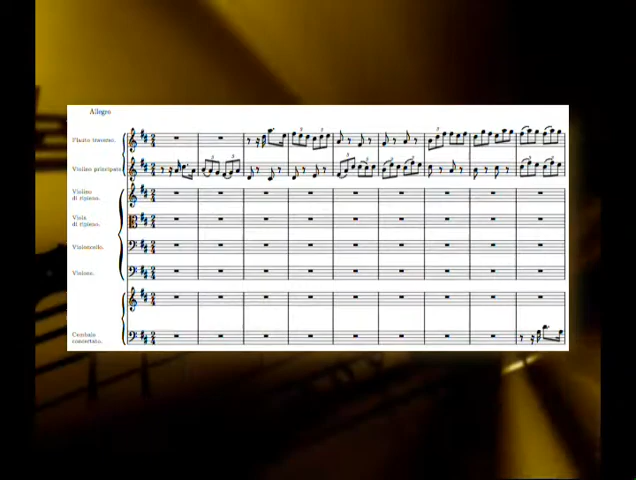 Allegro
Flauto traverso.
Violino principale
Violino
di ripieno.
Viola
di ripieno.
Violoncello.
Violone.
Cembalo
concertato.